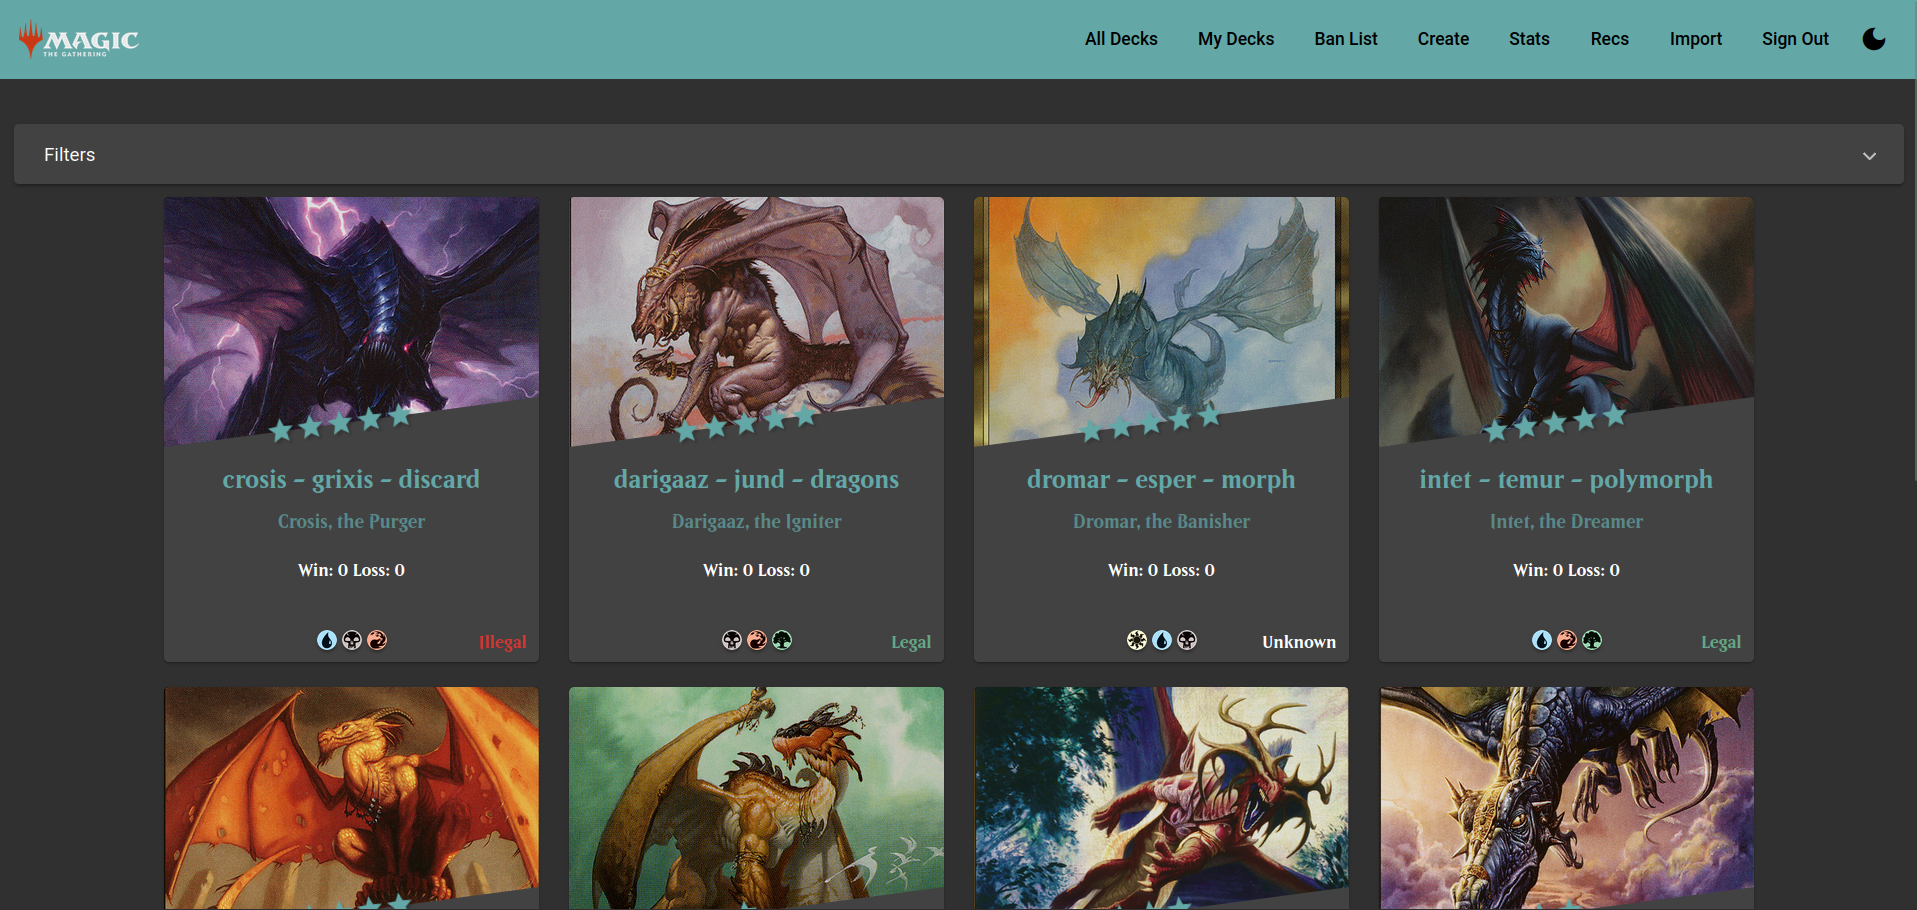 MAGIC
THE GATHERING
All Decks My Decks Ban List Create Stats Recs Import Sign Out
Filters
crosis - grixis - discard
Crosis, the Purger
Win: 0 Loss: 0
Illegal
darigaaz - jund - dragons
Darigaaz, the Igniter
Win: 0 Loss: 0
Legal
dromar - esper - morph
Dromar, the Banisher
Win: 0 Loss: 0
Unknown
intet - temur - polymorph
Intet, the Dreamer
Win: 0 Loss: 0
Legal